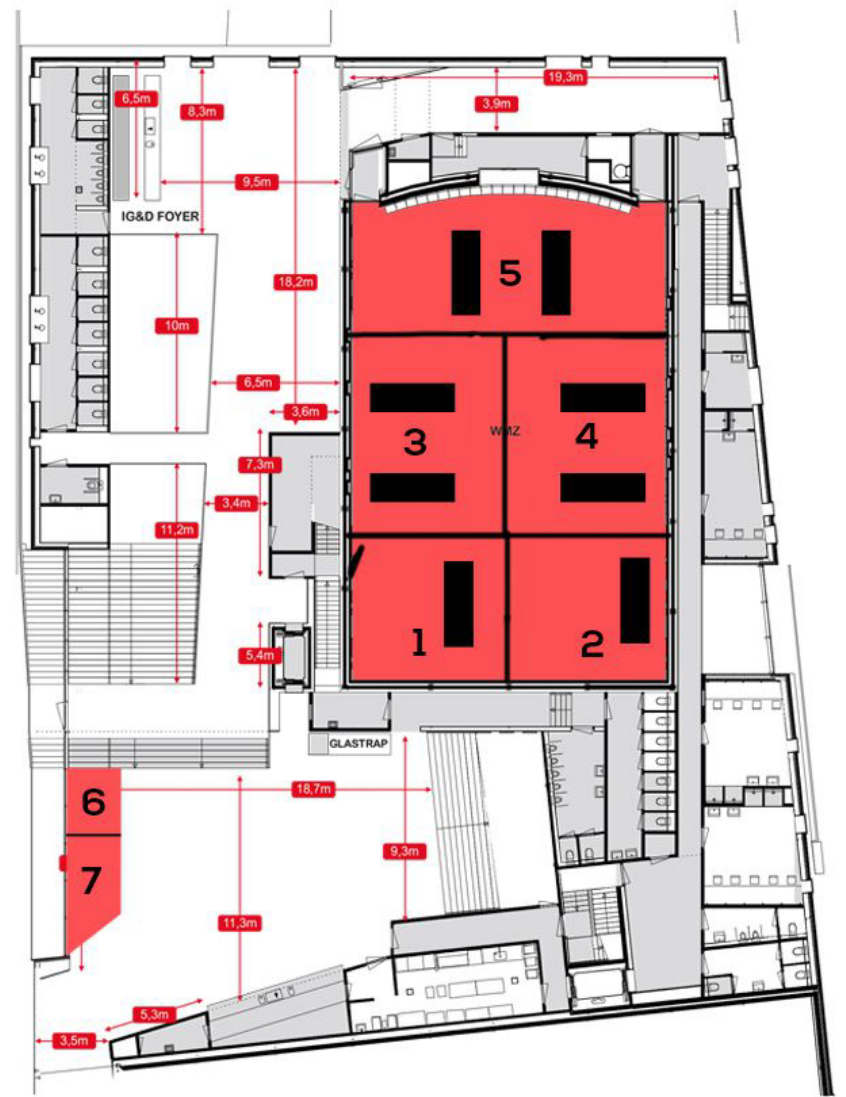 19,3m
6,5m
3,9m
8,3m
9,5m
IG&D FOYER
5
18,2m
10m
6,5m
3,6m
3
WMZ
4
7,3m
3,4m
11,2m
1
2
5,4m
GLASTRAP
18,7m
6
9,3m
7
11,3m
5,3m
3,5m